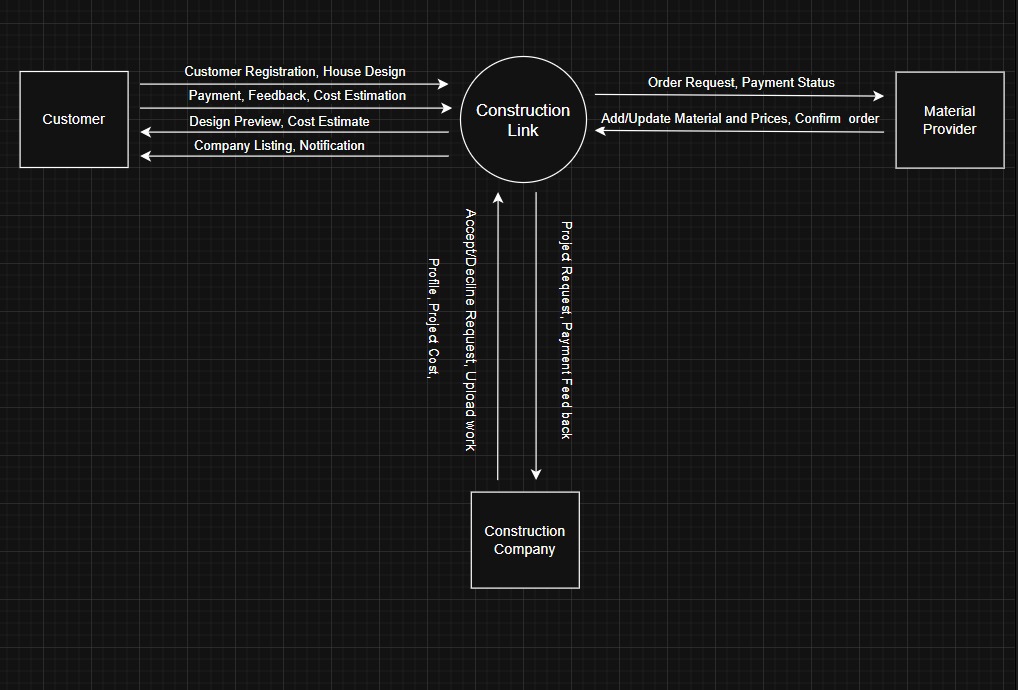 Customer Registration, House Design
Payment, Feedback, Cost Estimation
Design Preview, Cost Estimate
Company Listing, Notification
Customer
Construction
Link
Order Request, Payment Status
Add/Update Material and Prices, Confirm  order
Material
Provider
Accept/Decline Request, Upload work
Profile, Project Cost,
Project Request, Payment Feed back
Construction
Company